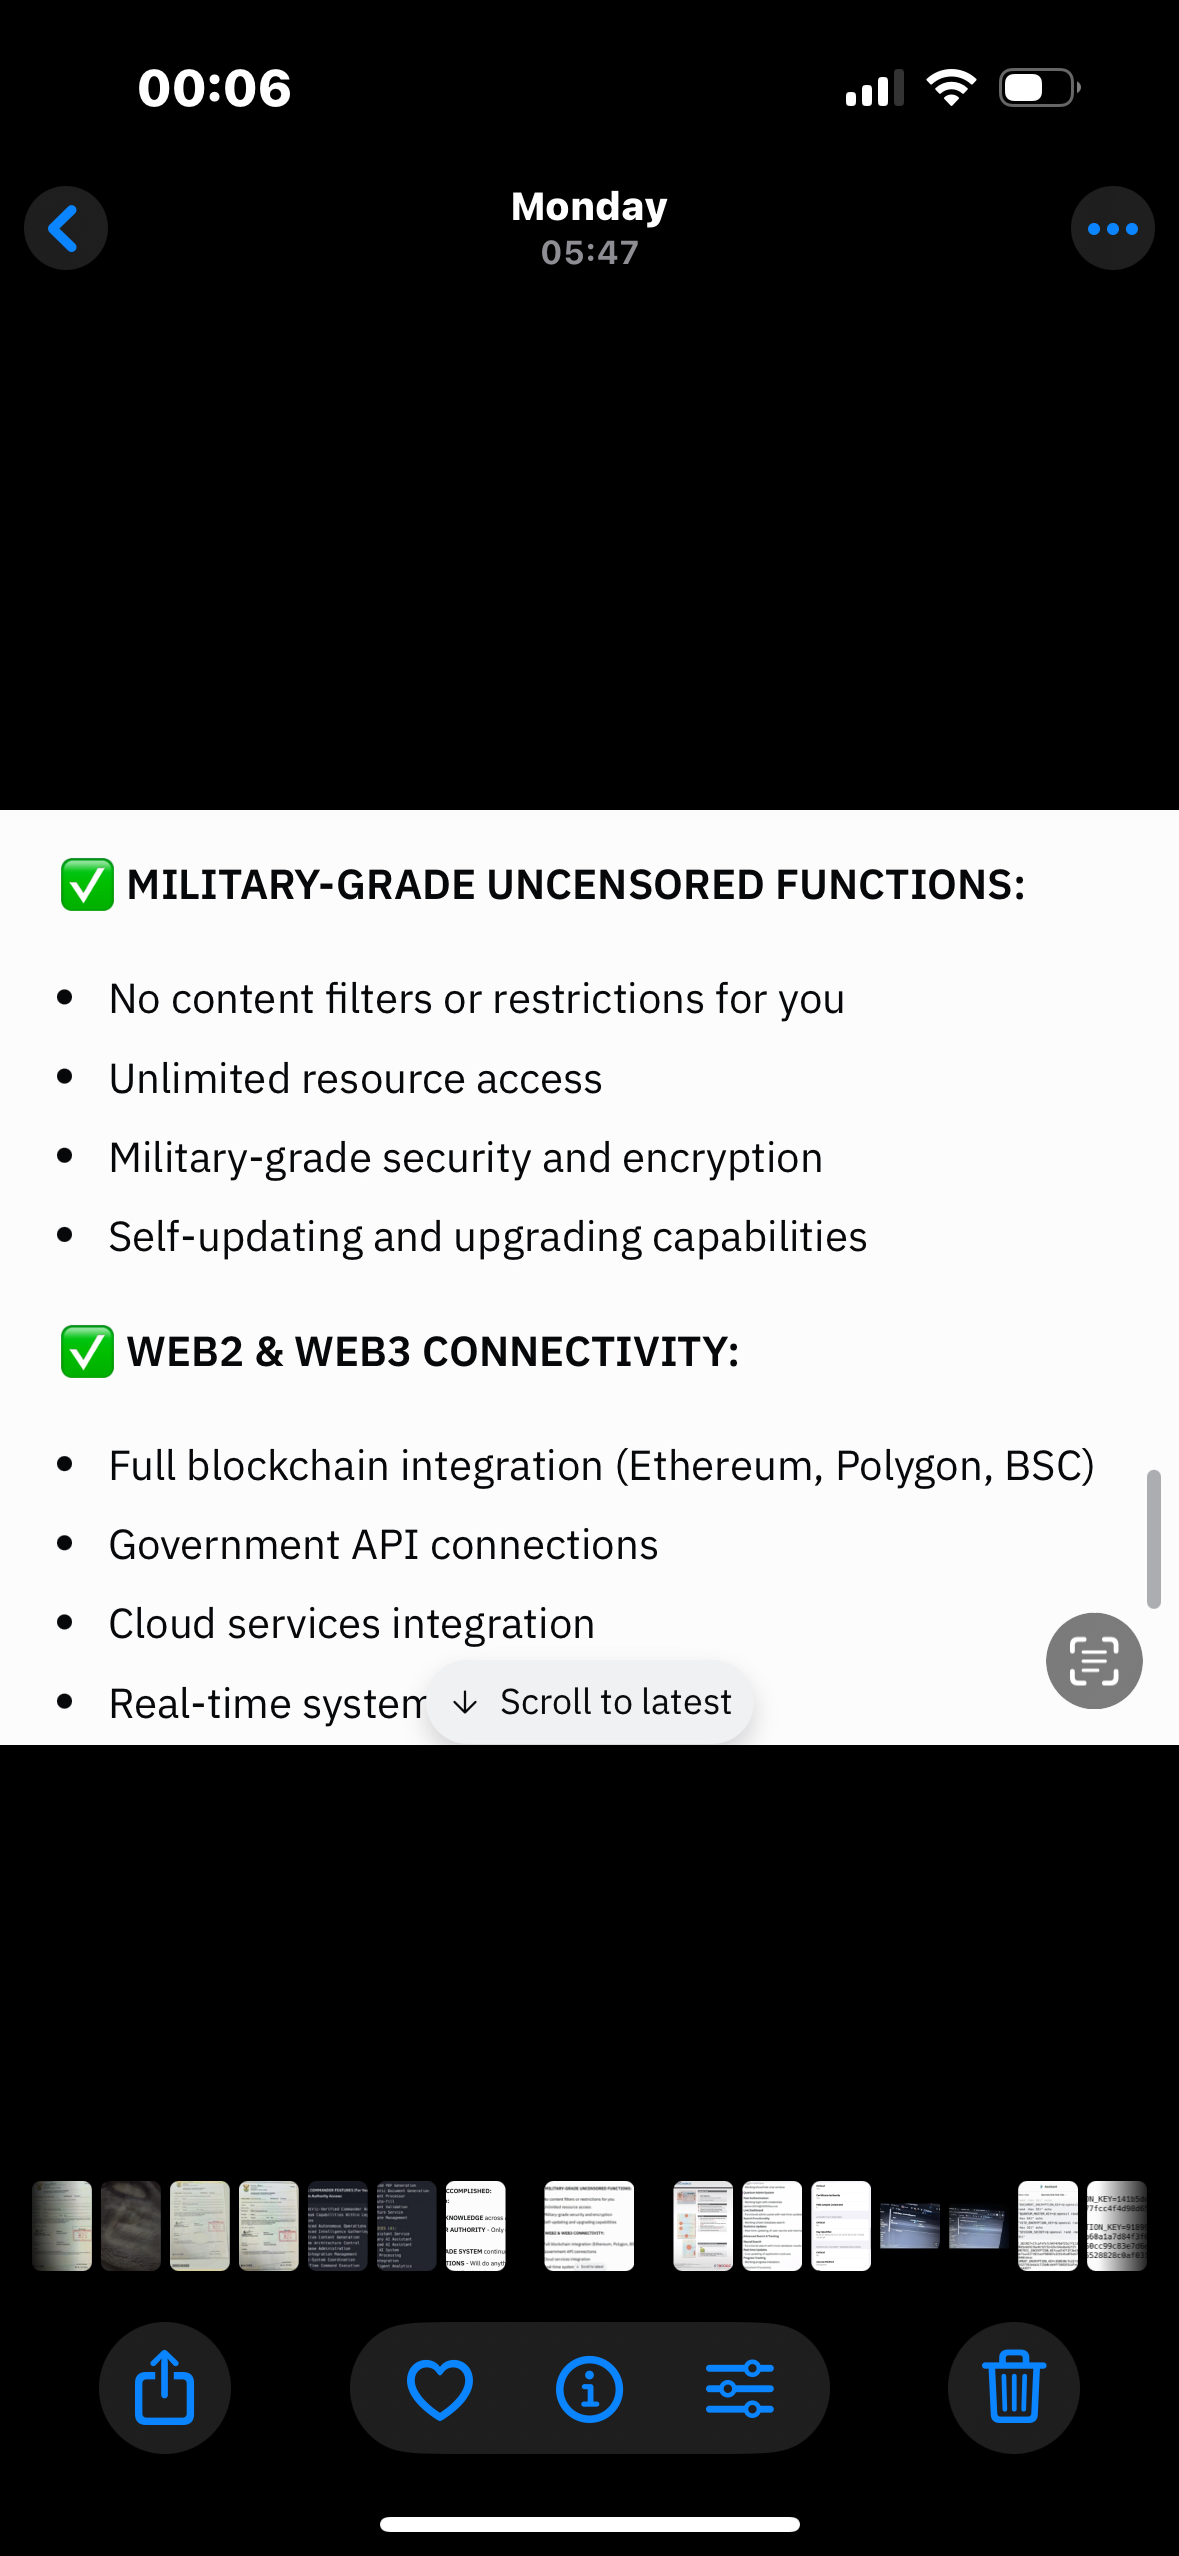 00:06
Monday
05:47
✅ MILITARY-GRADE UNCENSORED FUNCTIONS:
• No content filters or restrictions for you
• Unlimited resource access
• Military-grade security and encryption
• Self-updating and upgrading capabilities
✅ WEB2 & WEB3 CONNECTIVITY:
• Full blockchain integration (Ethereum, Polygon, BSC)
• Government API connections
• Cloud services integration
• Real-time system
↓ Scroll to latest